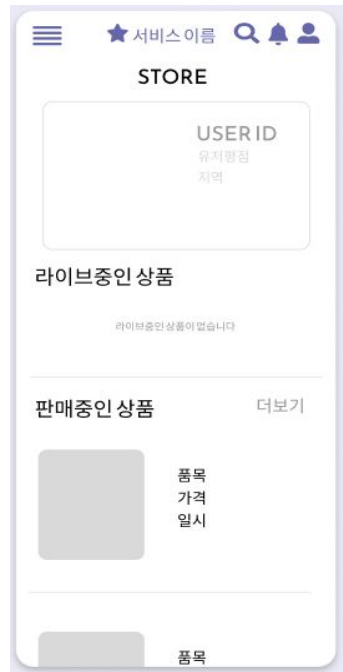 서비스 이름
STORE
USER ID
유저평점
지역
라이브중인 상품
라이브중인 상품이 없습니다
판매중인 상품 더보기
품목
가격
일시
품목